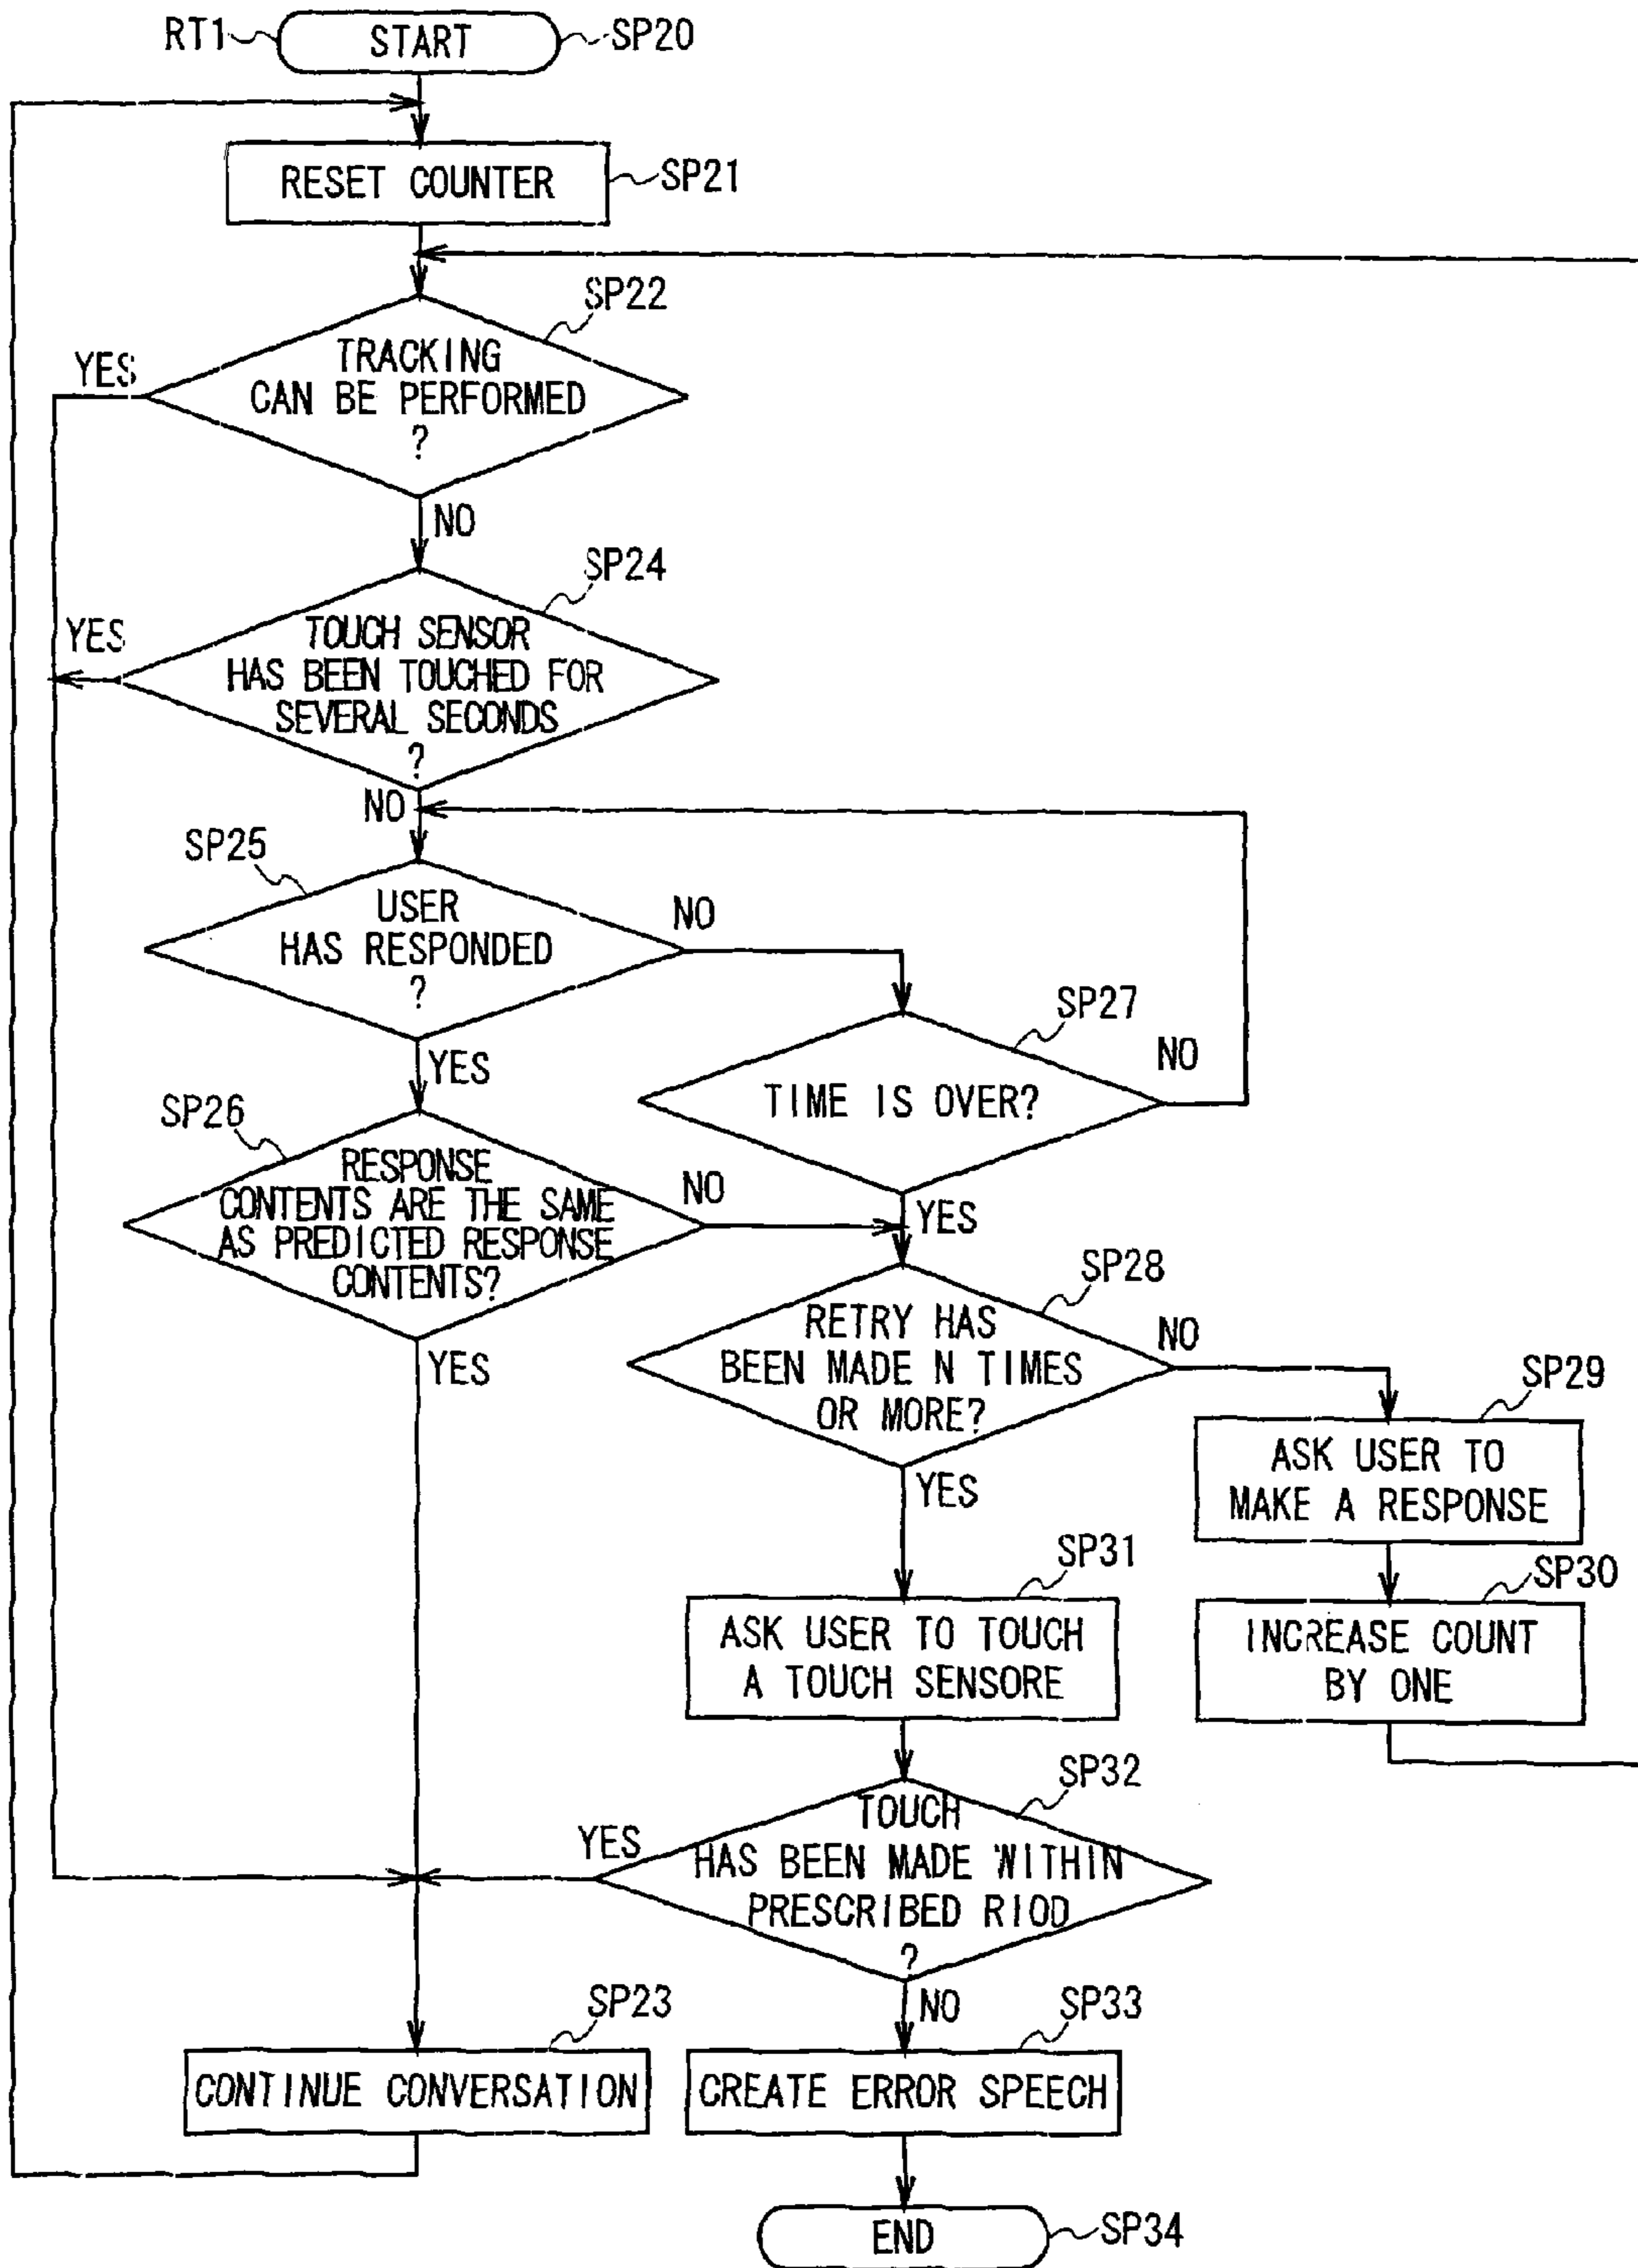 RT1
START
SP20
RESET COUNTER
SP21
SP22
TRACKING
CAN BE PERFORMED
?
YES
NO
SP24
TOUCH SENSOR
HAS BEEN TOUCHED FOR
SEVERAL SECONDS
?
YES
NO
SP25
USER
HAS RESPONDED
?
NO
YES
SP27
TIME IS OVER?
NO
YES
SP26
RESPONSE
CONTENTS ARE THE SAME
AS PREDICTED RESPONSE
CONTENTS?
NO
YES
SP28
RETRY HAS
BEEN MADE N TIMES
OR MORE?
NO
YES
SP29
ASK USER TO
MAKE A RESPONSE
SP30
INCREASE COUNT
BY ONE
SP31
ASK USER TO TOUCH
A TOUCH SENSORE
SP32
TOUCH
HAS BEEN MADE WITHIN
PRESCRIBED RIOD
?
YES
NO
SP23
CONTINUE CONVERSATION
SP33
CREATE ERROR SPEECH
END
SP34